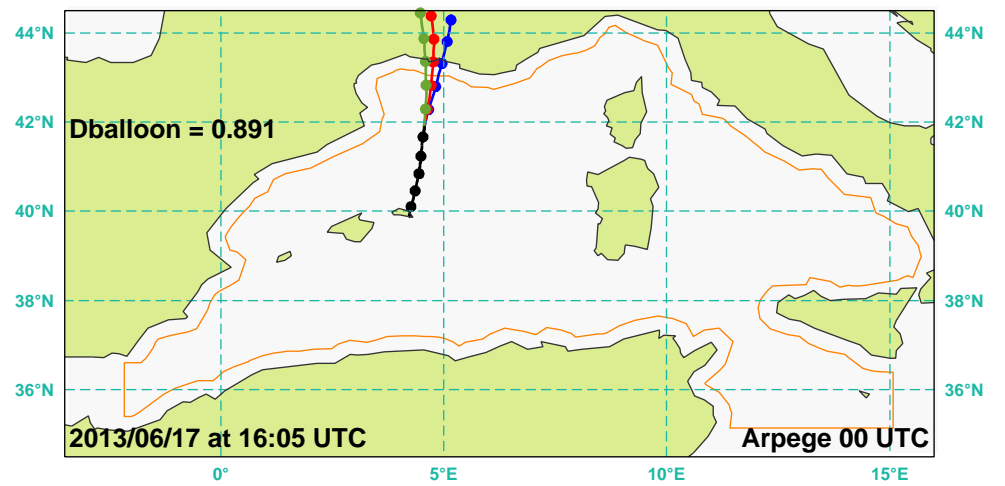 44°N 44°N
42°N 42°N
Dballoon = 0.891
40°N 40°N
38°N 38°N
36°N 36°N
2013/06/17 at 16:05 UTC Arpege 00 UTC
0° 5°E 10°E 15°E